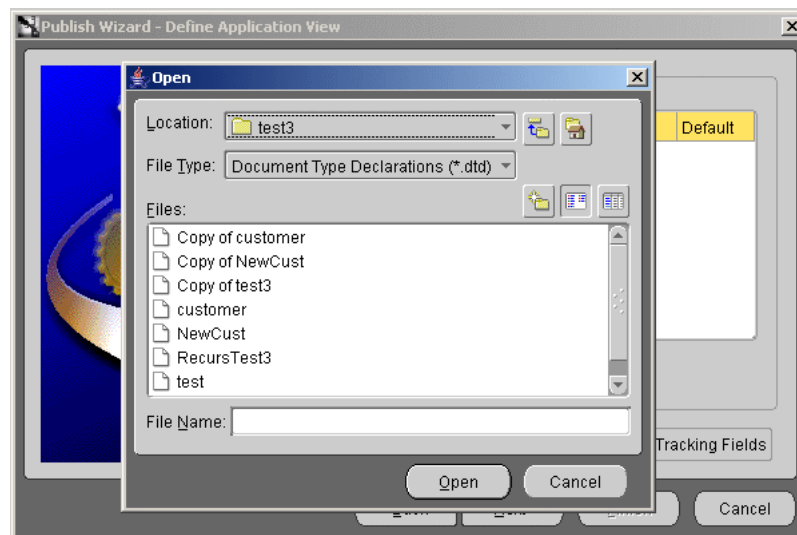 Publish Wizard - Define Application View
Open
Location: test3
File Type: Document Type Declarations (*.dtd)
Default
Files:
Copy of customer
Copy of NewCust
Copy of test3
customer
NewCust
RecursTest3
test
File Name:
Tracking Fields
Open Cancel
Cancel